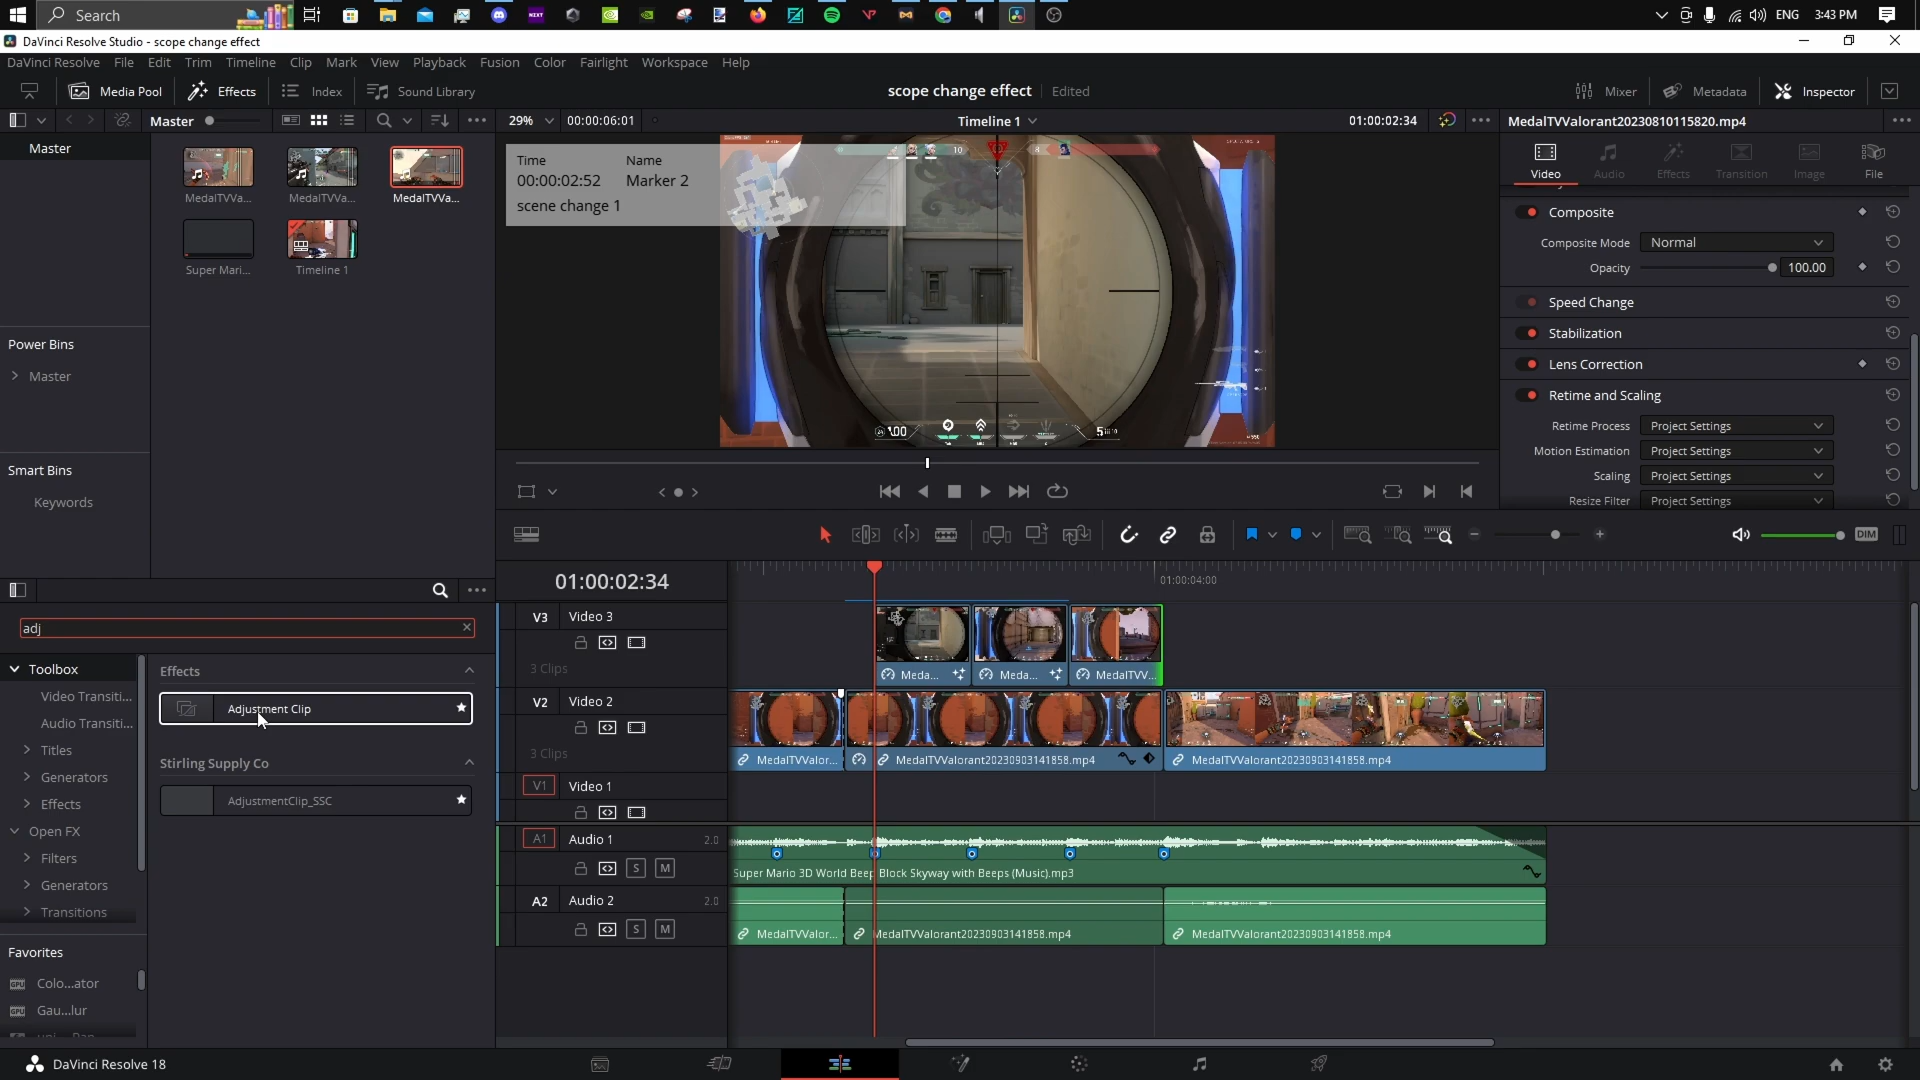 Search
ENG
3:43 PM
DaVinci Resolve Studio - scope change effect
DaVinci Resolve File Edit Trim Timeline Clip Mark View Playback Fusion Color Fairlight Workspace Help
Media Pool Effects Index Sound Library
scope change effect Edited
Mixer Metadata Inspector
Master
29% 00:00:06:01 Timeline 1 01:00:02:34
MedalTVValorant20230810115820.mp4
Master
MedalTVVa... MedalTVVa... MedalTVVa...
Super Mari... Timeline 1
Power Bins
Master
Smart Bins
Keywords
Time Name
00:00:02:52 Marker 2
scene change 1
10 8
100 5
Video Audio Effects Transition Image File
Composite
Composite Mode Normal
Opacity 100.00
Speed Change
Stabilization
Lens Correction
Retime and Scaling
Retime Process Project Settings
Motion Estimation Project Settings
Scaling Project Settings
Resize Filter Project Settings
DIM
adj
Toolbox
Video Transiti...
Audio Transiti...
Titles
Generators
Effects
Open FX
Filters
Generators
Transitions
Favorites
Colo...ator
Gau...lur
Effects
Adjustment Clip
Stirling Supply Co
AdjustmentClip_SSC
01:00:02:34
01:00:04:00
V3 Video 3
3 Clips
Meda... Meda... MedalTVV...
V2 Video 2
3 Clips
MedalTVValor... MedalTVValorant20230903141858.mp4 MedalTVValorant20230903141858.mp4
V1 Video 1
A1 Audio 1 2.0
S M
Super Mario 3D World Beep Block Skyway with Beeps (Music).mp3
A2 Audio 2 2.0
S M
MedalTVValor... MedalTVValorant20230903141858.mp4 MedalTVValorant20230903141858.mp4
DaVinci Resolve 18